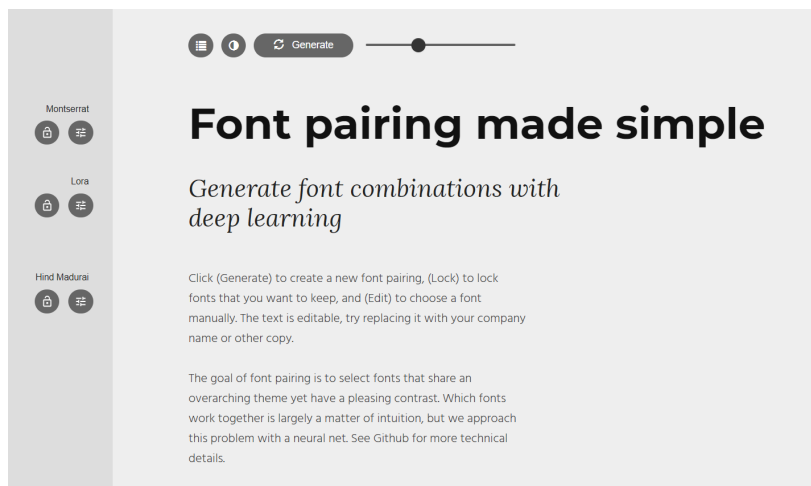 Generate
Montserrat
Font pairing made simple
Lora
Generate font combinations with
deep learning
Hind Madurai
Click (Generate) to create a new font pairing, (Lock) to lock
fonts that you want to keep, and (Edit) to choose a font
manually. The text is editable, try replacing it with your company
name or other copy.
The goal of font pairing is to select fonts that share an
overarching theme yet have a pleasing contrast. Which fonts
work together is largely a matter of intuition, but we approach
this problem with a neural net. See Github for more technical
details.